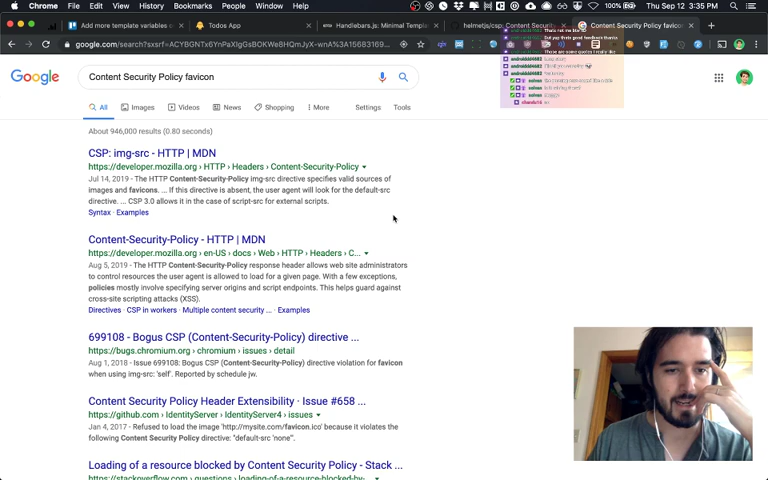 Chrome File Edit View History Bookmarks People Window Help
100% Thu Sep 12 3:35 PM
Add more template variables Todos App Handlebars.js: Minimal Templ helmetjs/csp: Content Securit Content Security Policy favico
google.com/search?sxsrf=ACYBGNTx6YnPaXIgGsBOKWe8HQmJyX-wnA%3A15683169...
Google
Content Security Policy favicon
All Images Videos News Shopping More Settings Tools
About 946,000 results (0.80 seconds)
CSP: img-src - HTTP | MDN
https://developer.mozilla.org › HTTP › Headers › Content-Security-Policy
Jul 14, 2019 - The HTTP Content-Security-Policy img-src directive specifies valid sources of
images and favicons. ... If this directive is absent, the user agent will look for the default-src
directive. ... CSP 3.0 allows it in the case of script-src for external scripts.
Syntax · Examples
Content-Security-Policy - HTTP | MDN
https://developer.mozilla.org › en-US › docs › Web › HTTP › Headers › C...
Aug 5, 2019 - The HTTP Content-Security-Policy response header allows web site administrators
to control resources the user agent is allowed to load for a given page. With a few exceptions,
policies mostly involve specifying server origins and script endpoints. This helps guard against
cross-site scripting attacks (XSS).
Directives · CSP in workers · Multiple content security ... · Examples
699108 - Bogus CSP (Content-Security-Policy) directive ...
https://bugs.chromium.org › chromium › issues › detail
Aug 1, 2018 - Issue 699108: Bogus CSP (Content-Security-Policy) directive violation for favicon
when using img-src: 'self'. Reported by schedule jw.
Content Security Policy Header Extensibility · Issue #658 ...
https://github.com › IdentityServer › IdentityServer4 › issues
Jan 4, 2017 - Refused to load the image 'http://mysite.com/favicon.ico' because it violates the
following Content Security Policy directive: "default-src 'none'".
Loading of a resource blocked by Content Security Policy - Stack ...
https://stackoverflow.com › questions › loading-of-a-resource-blocked-by-